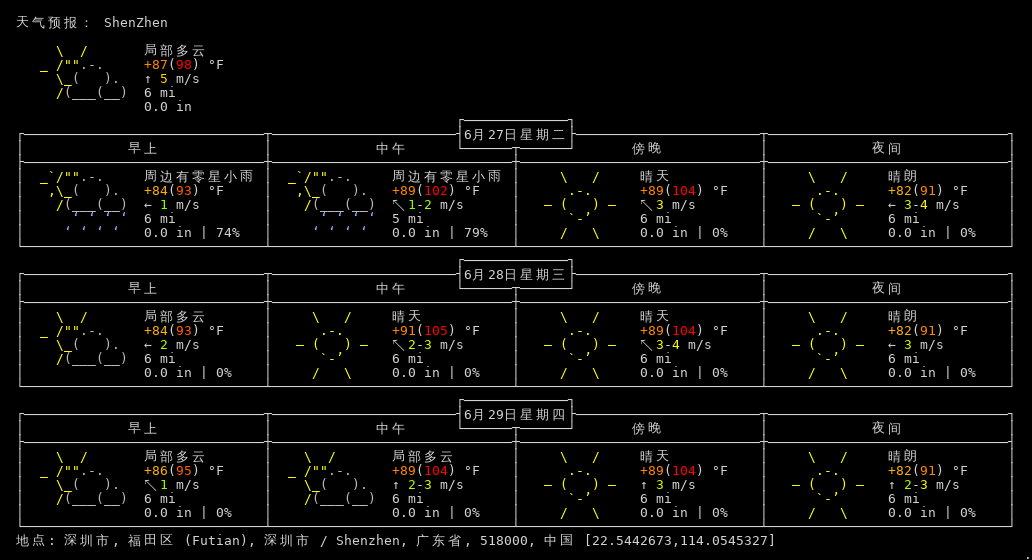 天气预报： ShenZhen
局部多云
+87(98) °F
↑ 5 m/s
6 mi
0.0 in
6月27日星期二
早上 中午 傍晚 夜间
周边有零星小雨 周边有零星小雨 晴天 晴朗
+84(93) °F +89(102) °F +89(104) °F +82(91) °F
← 1 m/s ↖ 1-2 m/s ↖ 3 m/s ← 3-4 m/s
6 mi 5 mi 6 mi 6 mi
0.0 in | 74% 0.0 in | 79% 0.0 in | 0% 0.0 in | 0%
6月28日星期三
早上 中午 傍晚 夜间
局部多云 晴天 晴天 晴朗
+84(93) °F +91(105) °F +89(104) °F +82(91) °F
← 2 m/s ↖ 2-3 m/s ↖ 3-4 m/s ← 3 m/s
6 mi 6 mi 6 mi 6 mi
0.0 in | 0% 0.0 in | 0% 0.0 in | 0% 0.0 in | 0%
6月29日星期四
早上 中午 傍晚 夜间
局部多云 局部多云 晴天 晴朗
+86(95) °F +89(104) °F +89(104) °F +82(91) °F
↖ 1 m/s ↑ 2-3 m/s ↑ 3 m/s ↑ 2-3 m/s
6 mi 6 mi 6 mi 6 mi
0.0 in | 0% 0.0 in | 0% 0.0 in | 0% 0.0 in | 0%
地点: 深圳市, 福田区 (Futian), 深圳市 / Shenzhen, 广东省, 518000, 中国 [22.5442673,114.0545327]